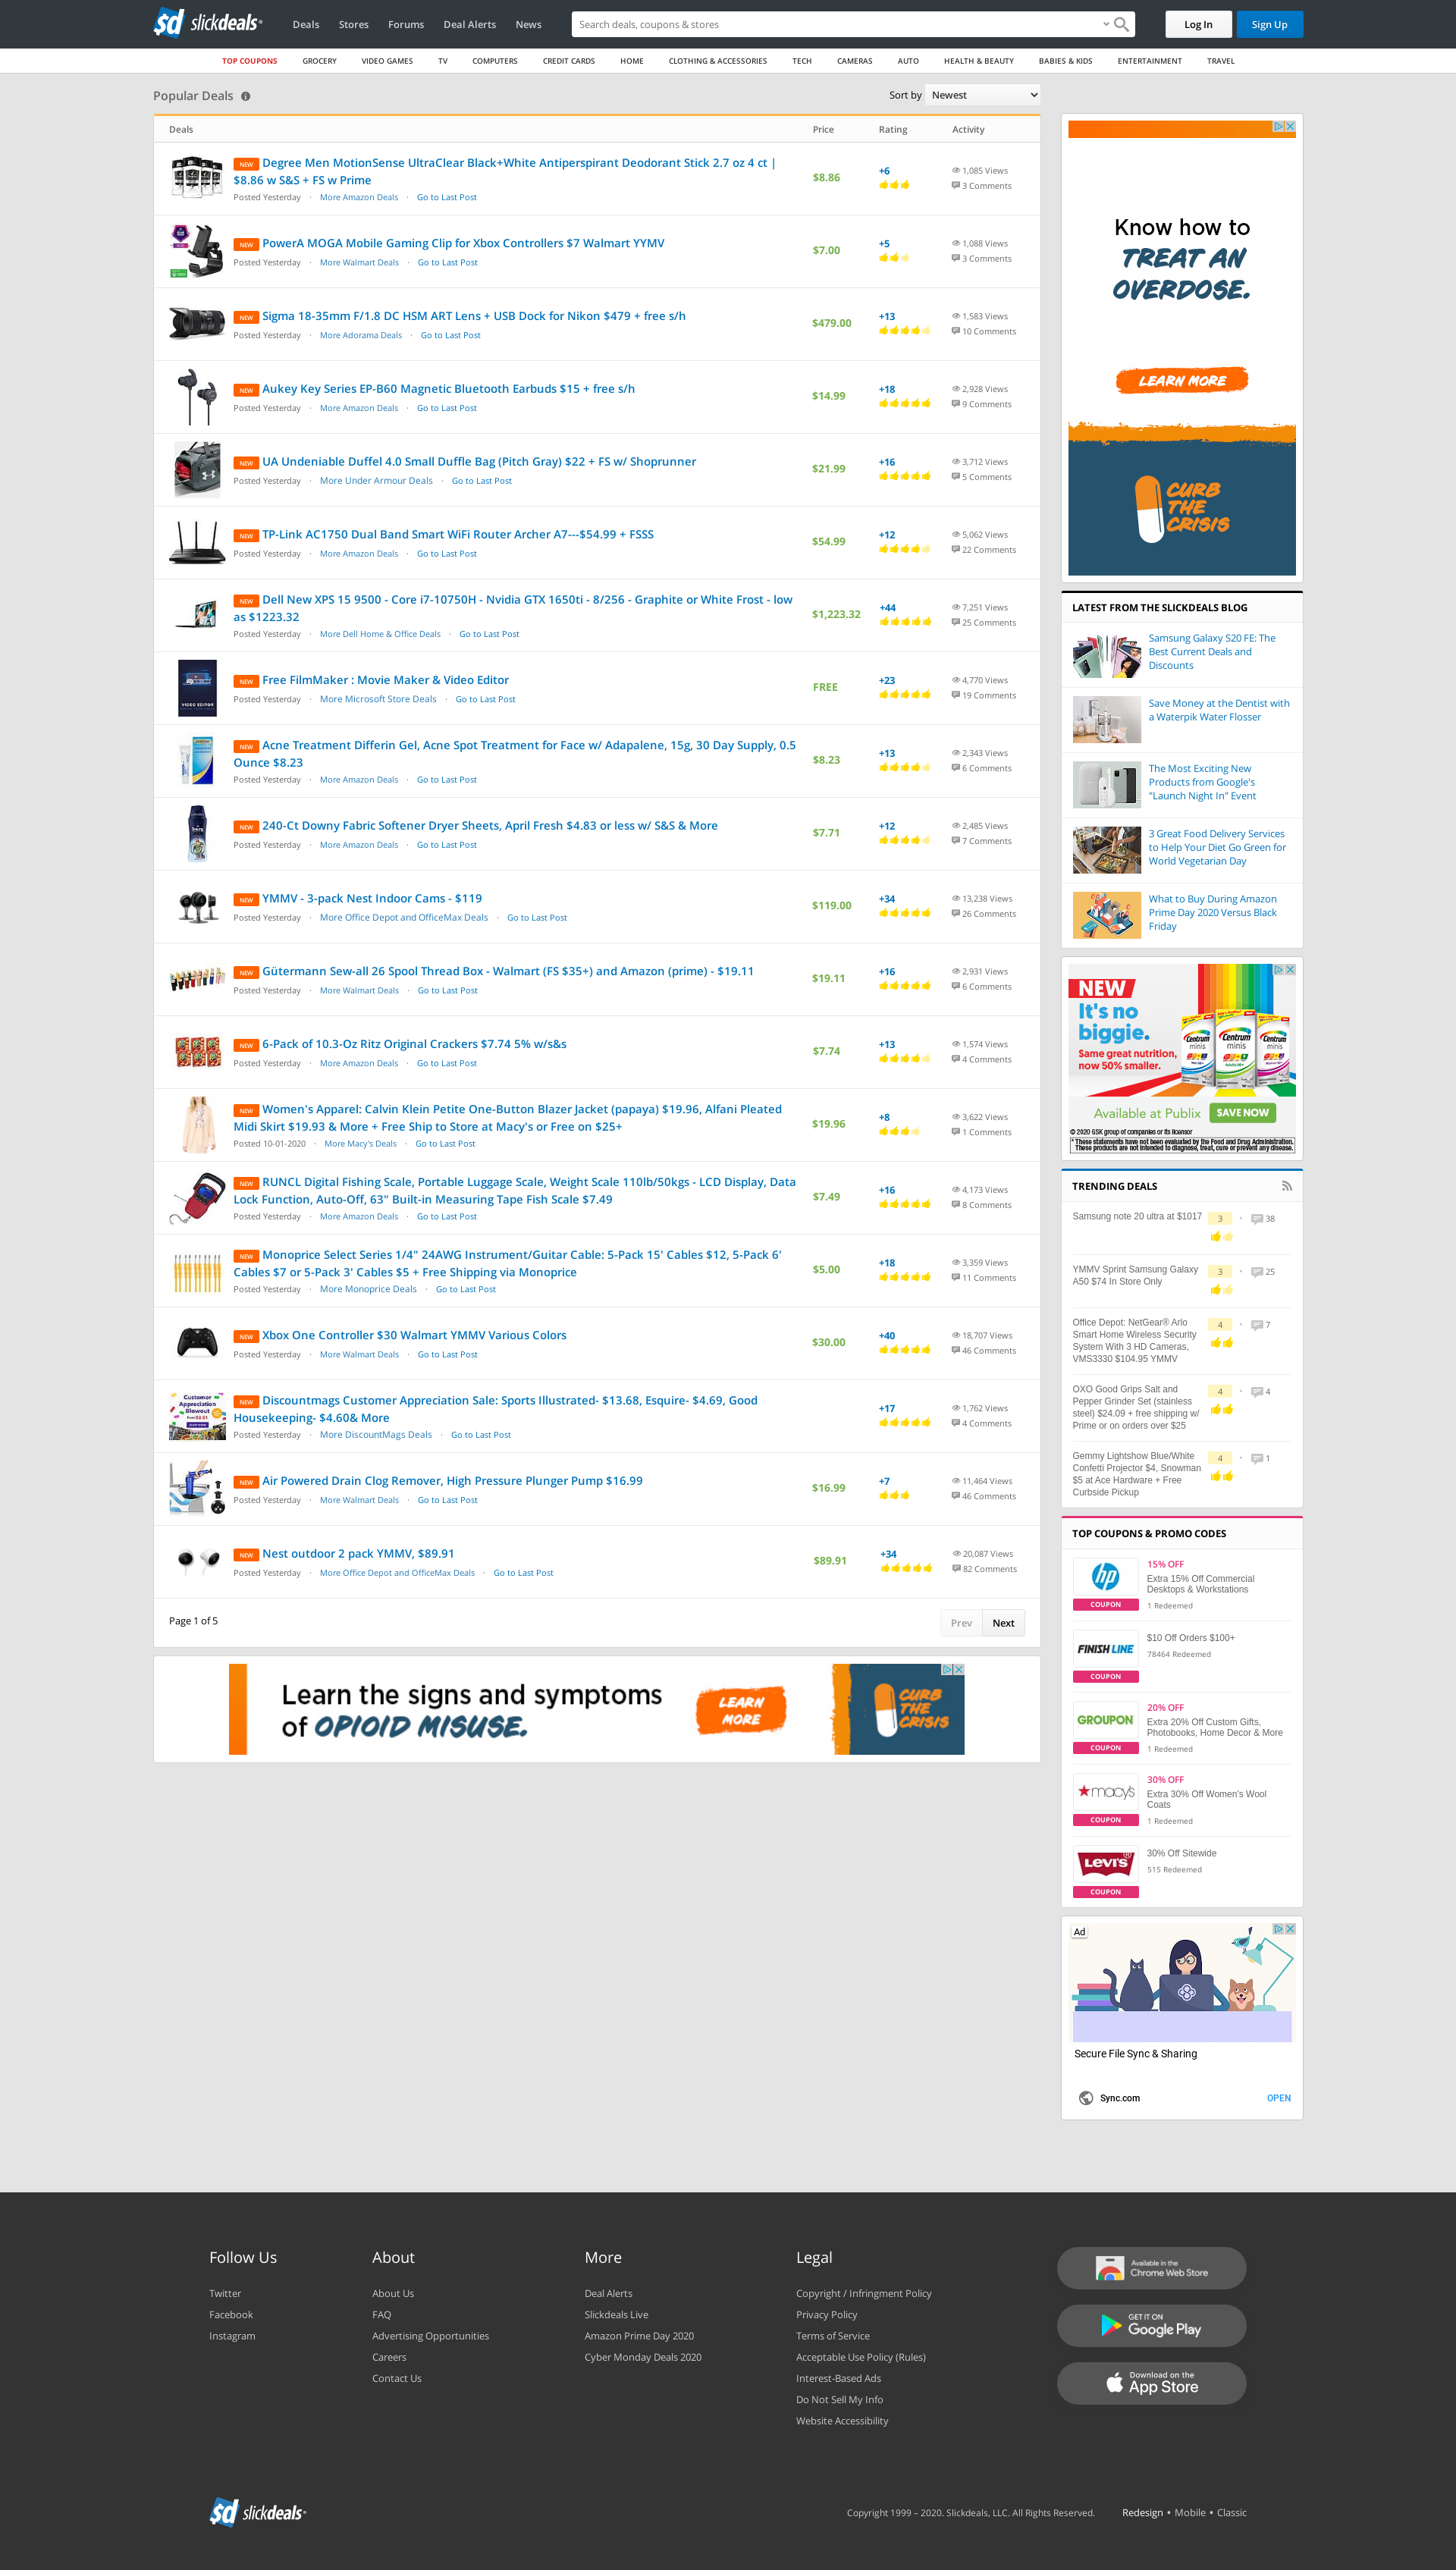 sd slickdeals
Deals Stores Forums Deal Alerts News
Search deals, coupons & stores
Log In
Sign Up
TOP COUPONS GROCERY VIDEO GAMES TV COMPUTERS CREDIT CARDS HOME CLOTHING & ACCESSORIES TECH CAMERAS AUTO HEALTH & BEAUTY BABIES & KIDS ENTERTAINMENT TRAVEL
Popular Deals
Sort by Newest
Deals Price Rating Activity
NEW Degree Men MotionSense UltraClear Black+White Antiperspirant Deodorant Stick 2.7 oz 4 ct |
$8.86 w S&S + FS w Prime
Posted Yesterday · More Amazon Deals · Go to Last Post
$8.86
+6
1,085 Views
3 Comments
NEW PowerA MOGA Mobile Gaming Clip for Xbox Controllers $7 Walmart YYMV
Posted Yesterday · More Walmart Deals · Go to Last Post
$7.00
+5
1,088 Views
3 Comments
NEW Sigma 18-35mm F/1.8 DC HSM ART Lens + USB Dock for Nikon $479 + free s/h
Posted Yesterday · More Adorama Deals · Go to Last Post
$479.00
+13
1,583 Views
10 Comments
NEW Aukey Key Series EP-B60 Magnetic Bluetooth Earbuds $15 + free s/h
Posted Yesterday · More Amazon Deals · Go to Last Post
$14.99
+18
2,928 Views
9 Comments
NEW UA Undeniable Duffel 4.0 Small Duffle Bag (Pitch Gray) $22 + FS w/ Shoprunner
Posted Yesterday · More Under Armour Deals · Go to Last Post
$21.99
+16
3,712 Views
5 Comments
NEW TP-Link AC1750 Dual Band Smart WiFi Router Archer A7---$54.99 + FSSS
Posted Yesterday · More Amazon Deals · Go to Last Post
$54.99
+12
5,062 Views
22 Comments
NEW Dell New XPS 15 9500 - Core i7-10750H - Nvidia GTX 1650ti - 8/256 - Graphite or White Frost - low
as $1223.32
Posted Yesterday · More Dell Home & Office Deals · Go to Last Post
$1,223.32
+44
7,251 Views
25 Comments
NEW Free FilmMaker : Movie Maker & Video Editor
Posted Yesterday · More Microsoft Store Deals · Go to Last Post
VIDEO EDITOR
FREE
+23
4,770 Views
19 Comments
NEW Acne Treatment Differin Gel, Acne Spot Treatment for Face w/ Adapalene, 15g, 30 Day Supply, 0.5
Ounce $8.23
Posted Yesterday · More Amazon Deals · Go to Last Post
$8.23
+13
2,343 Views
6 Comments
NEW 240-Ct Downy Fabric Softener Dryer Sheets, April Fresh $4.83 or less w/ S&S & More
Posted Yesterday · More Amazon Deals · Go to Last Post
$7.71
+12
2,485 Views
7 Comments
NEW YMMV - 3-pack Nest Indoor Cams - $119
Posted Yesterday · More Office Depot and OfficeMax Deals · Go to Last Post
$119.00
+34
13,238 Views
26 Comments
NEW Gütermann Sew-all 26 Spool Thread Box - Walmart (FS $35+) and Amazon (prime) - $19.11
Posted Yesterday · More Walmart Deals · Go to Last Post
$19.11
+16
2,931 Views
6 Comments
NEW 6-Pack of 10.3-Oz Ritz Original Crackers $7.74 5% w/s&s
Posted Yesterday · More Amazon Deals · Go to Last Post
$7.74
+13
1,574 Views
4 Comments
NEW Women's Apparel: Calvin Klein Petite One-Button Blazer Jacket (papaya) $19.96, Alfani Pleated
Midi Skirt $19.93 & More + Free Ship to Store at Macy's or Free on $25+
Posted 10-01-2020 · More Macy's Deals · Go to Last Post
$19.96
+8
3,622 Views
1 Comments
NEW RUNCL Digital Fishing Scale, Portable Luggage Scale, Weight Scale 110lb/50kgs - LCD Display, Data
Lock Function, Auto-Off, 63" Built-in Measuring Tape Fish Scale $7.49
Posted Yesterday · More Amazon Deals · Go to Last Post
$7.49
+16
4,173 Views
8 Comments
NEW Monoprice Select Series 1/4" 24AWG Instrument/Guitar Cable: 5-Pack 15' Cables $12, 5-Pack 6'
Cables $7 or 5-Pack 3' Cables $5 + Free Shipping via Monoprice
Posted Yesterday · More Monoprice Deals · Go to Last Post
$5.00
+18
3,359 Views
11 Comments
NEW Xbox One Controller $30 Walmart YMMV Various Colors
Posted Yesterday · More Walmart Deals · Go to Last Post
$30.00
+40
18,707 Views
46 Comments
Customer
Appreciation
Blowout
NEW Discountmags Customer Appreciation Sale: Sports Illustrated- $13.68, Esquire- $4.69, Good
Housekeeping- $4.60& More
Posted Yesterday · More DiscountMags Deals · Go to Last Post
+17
1,762 Views
4 Comments
NEW Air Powered Drain Clog Remover, High Pressure Plunger Pump $16.99
Posted Yesterday · More Walmart Deals · Go to Last Post
$16.99
+7
11,464 Views
46 Comments
NEW Nest outdoor 2 pack YMMV, $89.91
Posted Yesterday · More Office Depot and OfficeMax Deals · Go to Last Post
$89.91
+34
20,087 Views
82 Comments
Page 1 of 5
Prev Next
Learn the signs and symptoms
of OPIOID MISUSE.
LEARN
MORE
CURB
THE
CRISIS
Know how to
TREAT AN
OVERDOSE.
LEARN MORE
CURB
THE
CRISIS
LATEST FROM THE SLICKDEALS BLOG
Samsung Galaxy S20 FE: The
Best Current Deals and
Discounts
Save Money at the Dentist with
a Waterpik Water Flosser
The Most Exciting New
Products from Google's
"Launch Night In" Event
3 Great Food Delivery Services
to Help Your Diet Go Green for
World Vegetarian Day
What to Buy During Amazon
Prime Day 2020 Versus Black
Friday
NEW
It's no
biggie.
Same great nutrition,
now 50% smaller.
Centrum minis
Centrum minis
Centrum minis
Available at Publix
SAVE NOW
© 2020 GSK group of companies or its licensor
* These statements have not been evaluated by the Food and Drug Administration.
These products are not intended to diagnose, treat, cure or prevent any disease.
TRENDING DEALS
Samsung note 20 ultra at $1017
3 · 38
YMMV Sprint Samsung Galaxy
A50 $74 In Store Only
3 · 25
Office Depot: NetGear® Arlo
Smart Home Wireless Security
System With 3 HD Cameras,
VMS3330 $104.95 YMMV
4 · 7
OXO Good Grips Salt and
Pepper Grinder Set (stainless
steel) $24.09 + free shipping w/
Prime or on orders over $25
4 · 4
Gemmy Lightshow Blue/White
Confetti Projector $4, Snowman
$5 at Ace Hardware + Free
Curbside Pickup
4 · 1
TOP COUPONS & PROMO CODES
hp
COUPON
15% OFF
Extra 15% Off Commercial
Desktops & Workstations
1 Redeemed
FINISH LINE
COUPON
$10 Off Orders $100+
78464 Redeemed
GROUPON
COUPON
20% OFF
Extra 20% Off Custom Gifts,
Photobooks, Home Decor & More
1 Redeemed
macy's
COUPON
30% OFF
Extra 30% Off Women's Wool
Coats
1 Redeemed
LEVI'S®
COUPON
30% Off Sitewide
515 Redeemed
Ad
Secure File Sync & Sharing
Sync.com
OPEN
Follow Us
Twitter
Facebook
Instagram
About
About Us
FAQ
Advertising Opportunities
Careers
Contact Us
More
Deal Alerts
Slickdeals Live
Amazon Prime Day 2020
Cyber Monday Deals 2020
Legal
Copyright / Infringment Policy
Privacy Policy
Terms of Service
Acceptable Use Policy (Rules)
Interest-Based Ads
Do Not Sell My Info
Website Accessibility
Available in the
Chrome Web Store
GET IT ON
Google Play
Download on the
App Store
sd slickdeals
Copyright 1999 – 2020. Slickdeals, LLC. All Rights Reserved.
Redesign • Mobile • Classic